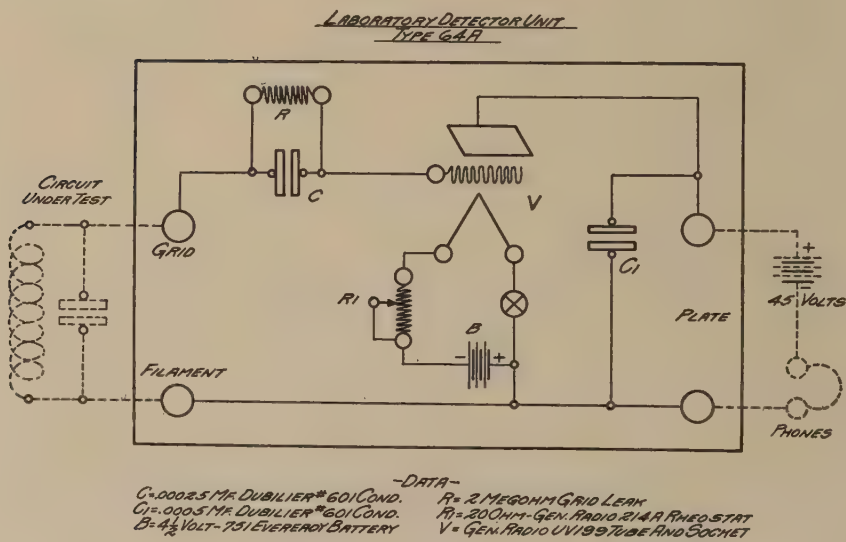 LABORATORY DETECTOR UNIT
TYPE 64A
R
CIRCUIT
UNDER TEST
C
V
GRID
C1
+
-
45 VOLTS
R1
B
PLATE
- +
FILAMENT
PHONES
-DATA-
C=.00025 MF. DUBILIER #601 COND.
C1=.0005 MF. DUBILIER #601 COND.
B=4½ VOLT-751 EVEREADY BATTERY
R=2 MEGOHM GRID LEAK
R1=20 OHM-GEN. RADIO 214A RHEOSTAT
V=GEN. RADIO UV199 TUBE AND SOCKET